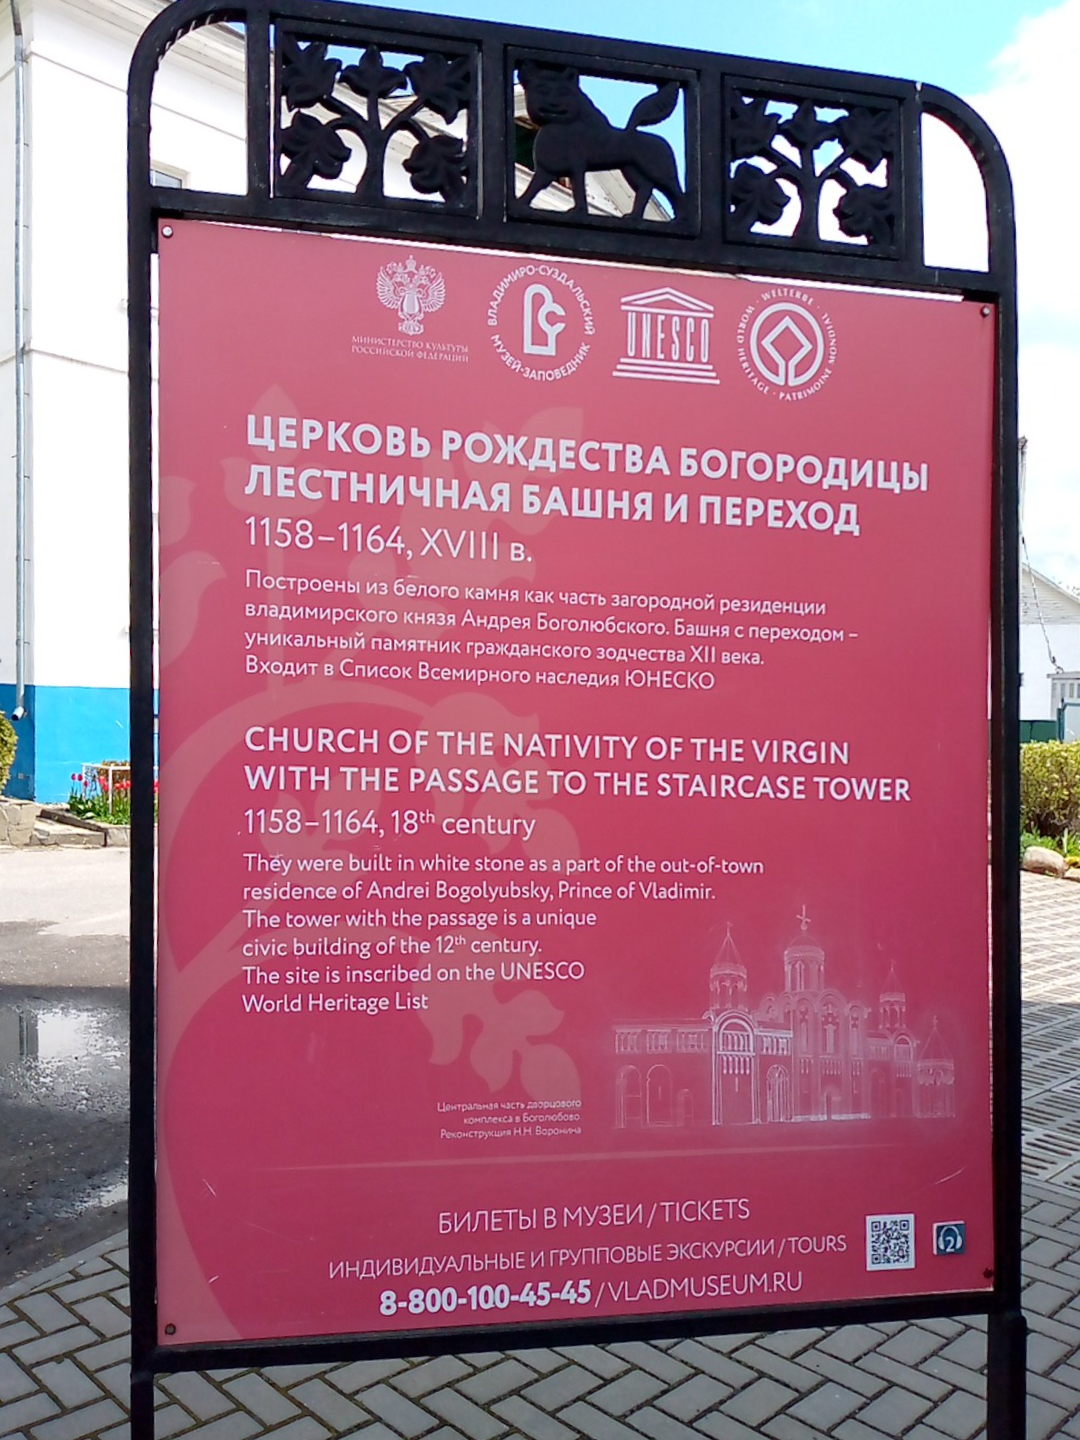 МИНИСТЕРСТВО КУЛЬТУРЫ
РОССИЙСКОЙ ФЕДЕРАЦИИ
ВЛАДИМИРО-СУЗДАЛЬСКИЙ
МУЗЕЙ-ЗАПОВЕДНИК
UNESCO
WORLD HERITAGE · PATRIMOINE MONDIAL · WELTERBE ·
ЦЕРКОВЬ РОЖДЕСТВА БОГОРОДИЦЫ
ЛЕСТНИЧНАЯ БАШНЯ И ПЕРЕХОД
1158–1164, XVIII в.
Построены из белого камня как часть загородной резиденции
владимирского князя Андрея Боголюбского. Башня с переходом –
уникальный памятник гражданского зодчества XII века.
Входит в Список Всемирного наследия ЮНЕСКО
CHURCH OF THE NATIVITY OF THE VIRGIN
WITH THE PASSAGE TO THE STAIRCASE TOWER
1158–1164, 18th century
They were built in white stone as a part of the out-of-town
residence of Andrei Bogolyubsky, Prince of Vladimir.
The tower with the passage is a unique
civic building of the 12th century.
The site is inscribed on the UNESCO
World Heritage List
Центральная часть дворцового
комплекса в Боголюбово
Реконструкция Н.Н. Воронина
БИЛЕТЫ В МУЗЕИ / TICKETS
ИНДИВИДУАЛЬНЫЕ И ГРУППОВЫЕ ЭКСКУРСИИ / TOURS
8-800-100-45-45 / VLADMUSEUM.RU
2